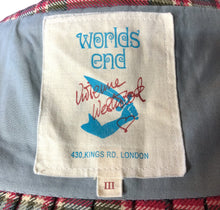 worlds
end
Vivienne
Westwood
430, KINGS RD. LONDON
III